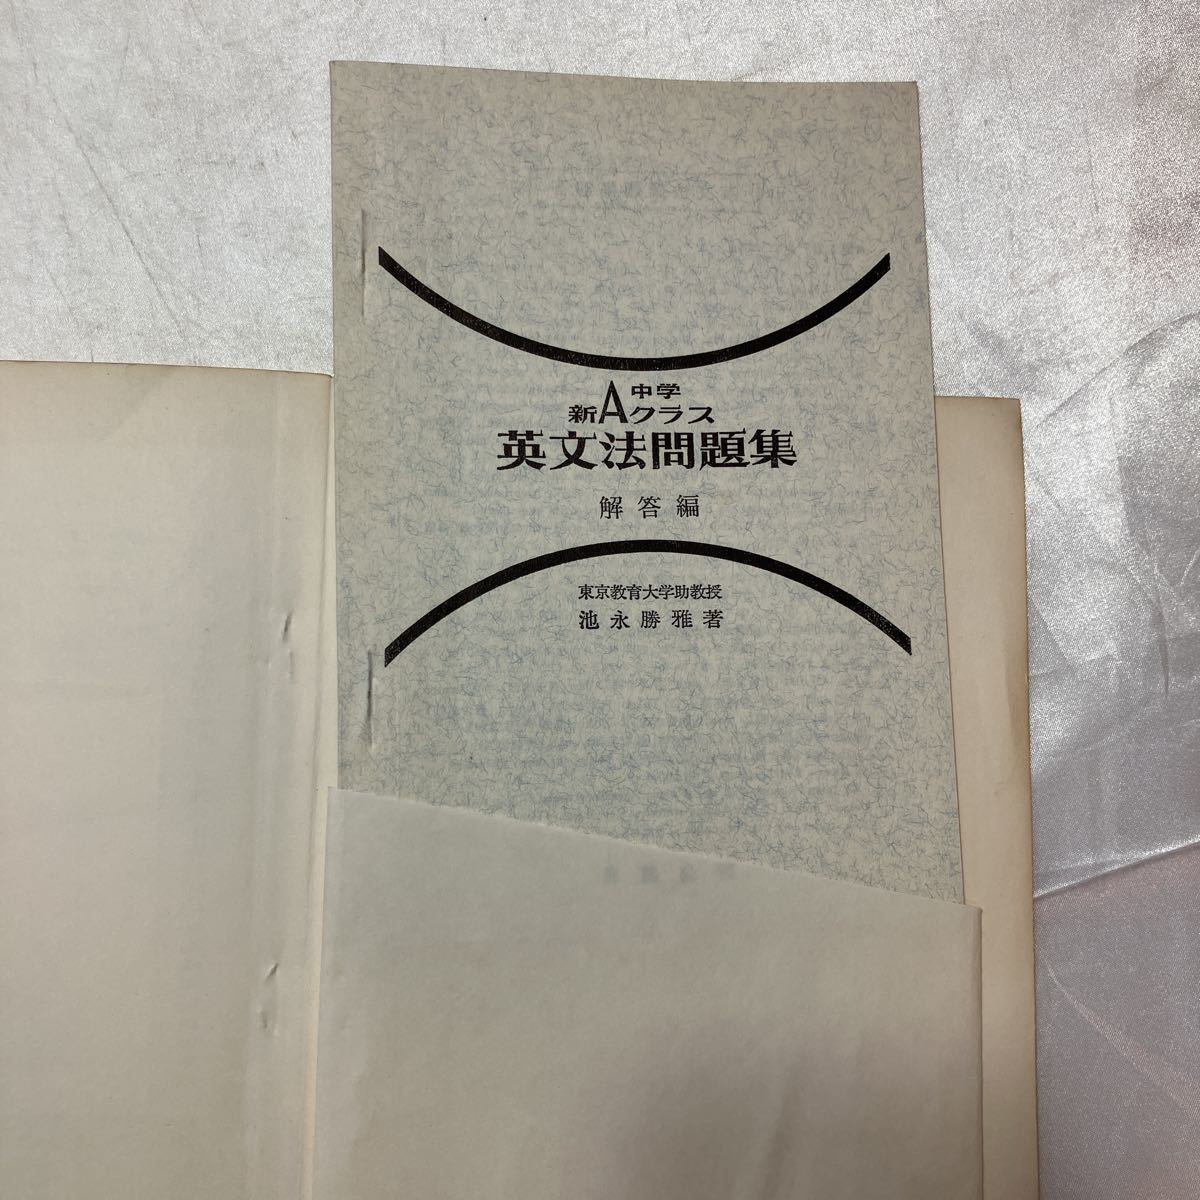 中学
新Aクラス
英文法問題集
解答編
東京教育大学助教授
池永勝雅著